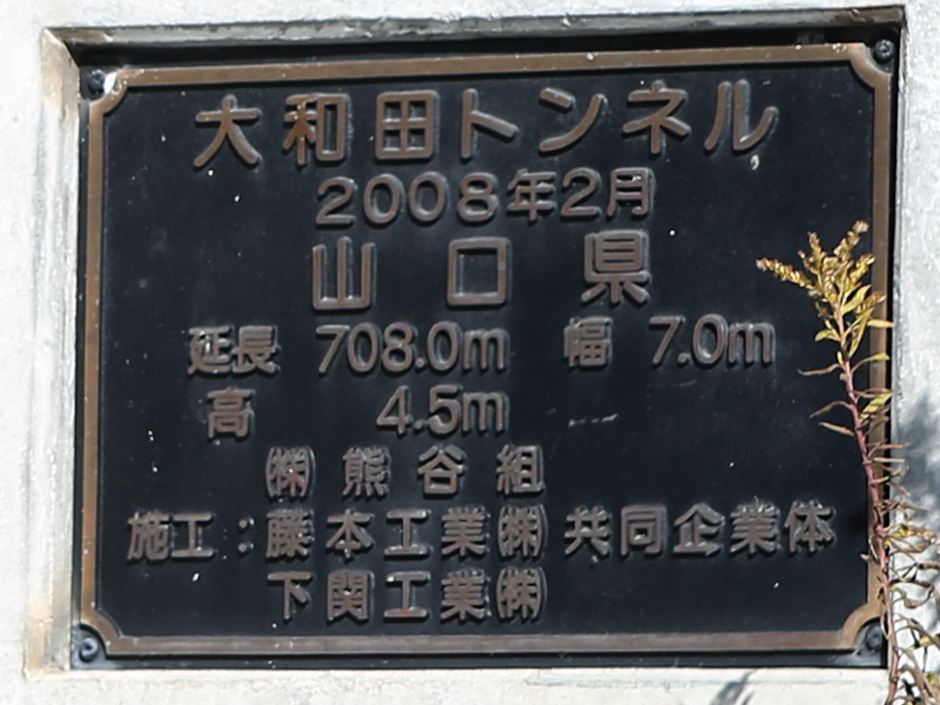 大和田トンネル
2008年2月
山口県
延長 708.0m 幅 7.0m
高 4.5m
㈱熊谷組
施工：藤本工業㈱ 共同企業体
下関工業㈱